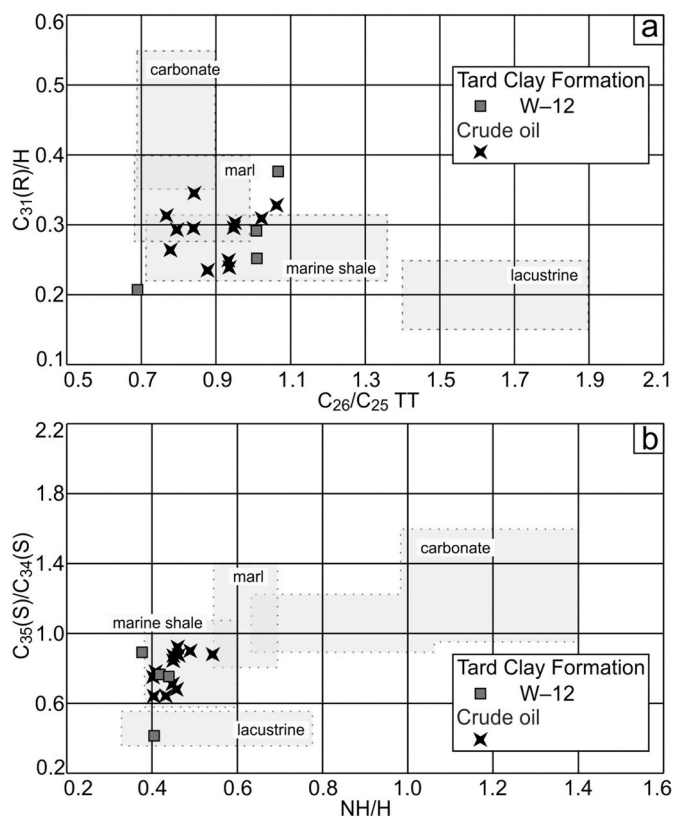 a
0.6
0.5
0.4
0.3
0.2
0.1
C₃₁(R)/H
carbonate
marl
marine shale
lacustrine
Tard Clay Formation
W–12
Crude oil
0.5 0.7 0.9 1.1 1.3 1.5 1.7 1.9 2.1
C₂₆/C₂₅ TT
b
2.2
1.8
1.4
1.0
0.6
0.2
C₃₅(S)/C₃₄(S)
carbonate
marl
marine shale
lacustrine
Tard Clay Formation
W–12
Crude oil
0.2 0.4 0.6 0.8 1.0 1.2 1.4 1.6
NH/H